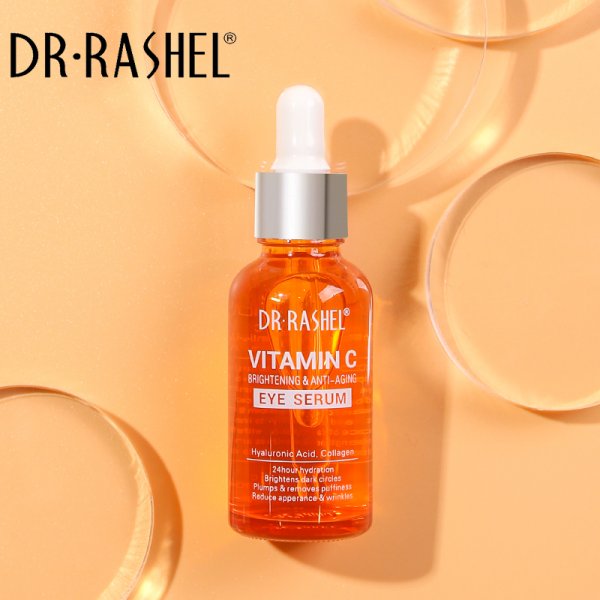 DR·RASHEL®
DR·RASHEL®
VITAMIN C
BRIGHTENING & ANTI-AGING
EYE SERUM
Hyaluronic Acid, Collagen
24hour hydration
Brightens dark circles
Plumps & removes paffiness
Reduce apperance & wrinkles